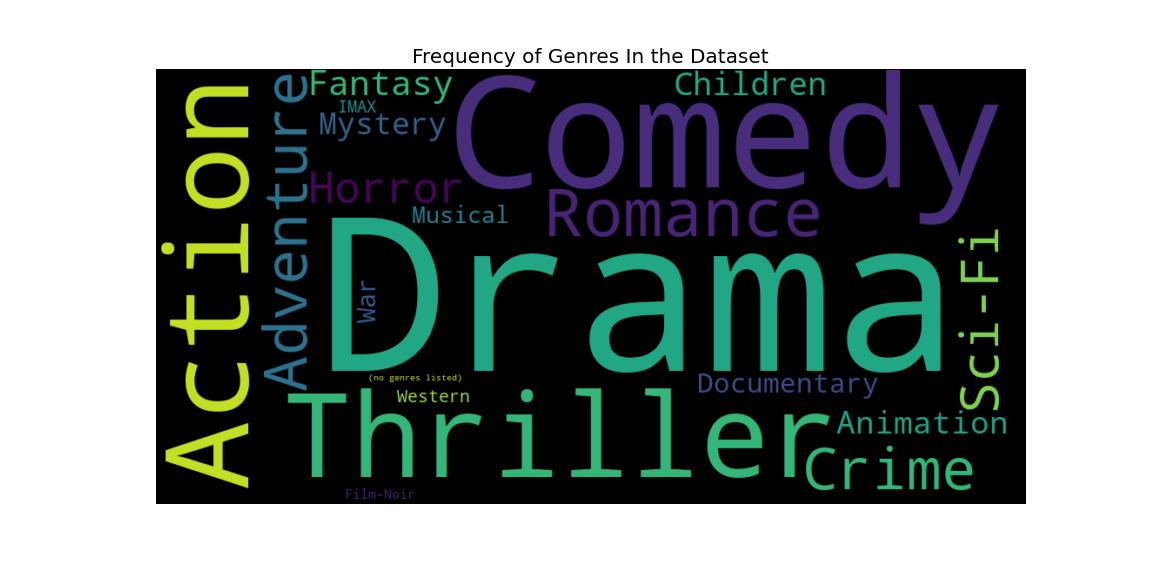 Frequency of Genres In the Dataset
Action
Adventure
Fantasy
IMAX
Mystery
Comedy
Children
Horror
Musical
Romance
Drama
War
Sci-Fi
(no genres listed)
Western
Documentary
Thriller
Animation
Crime
Film-Noir